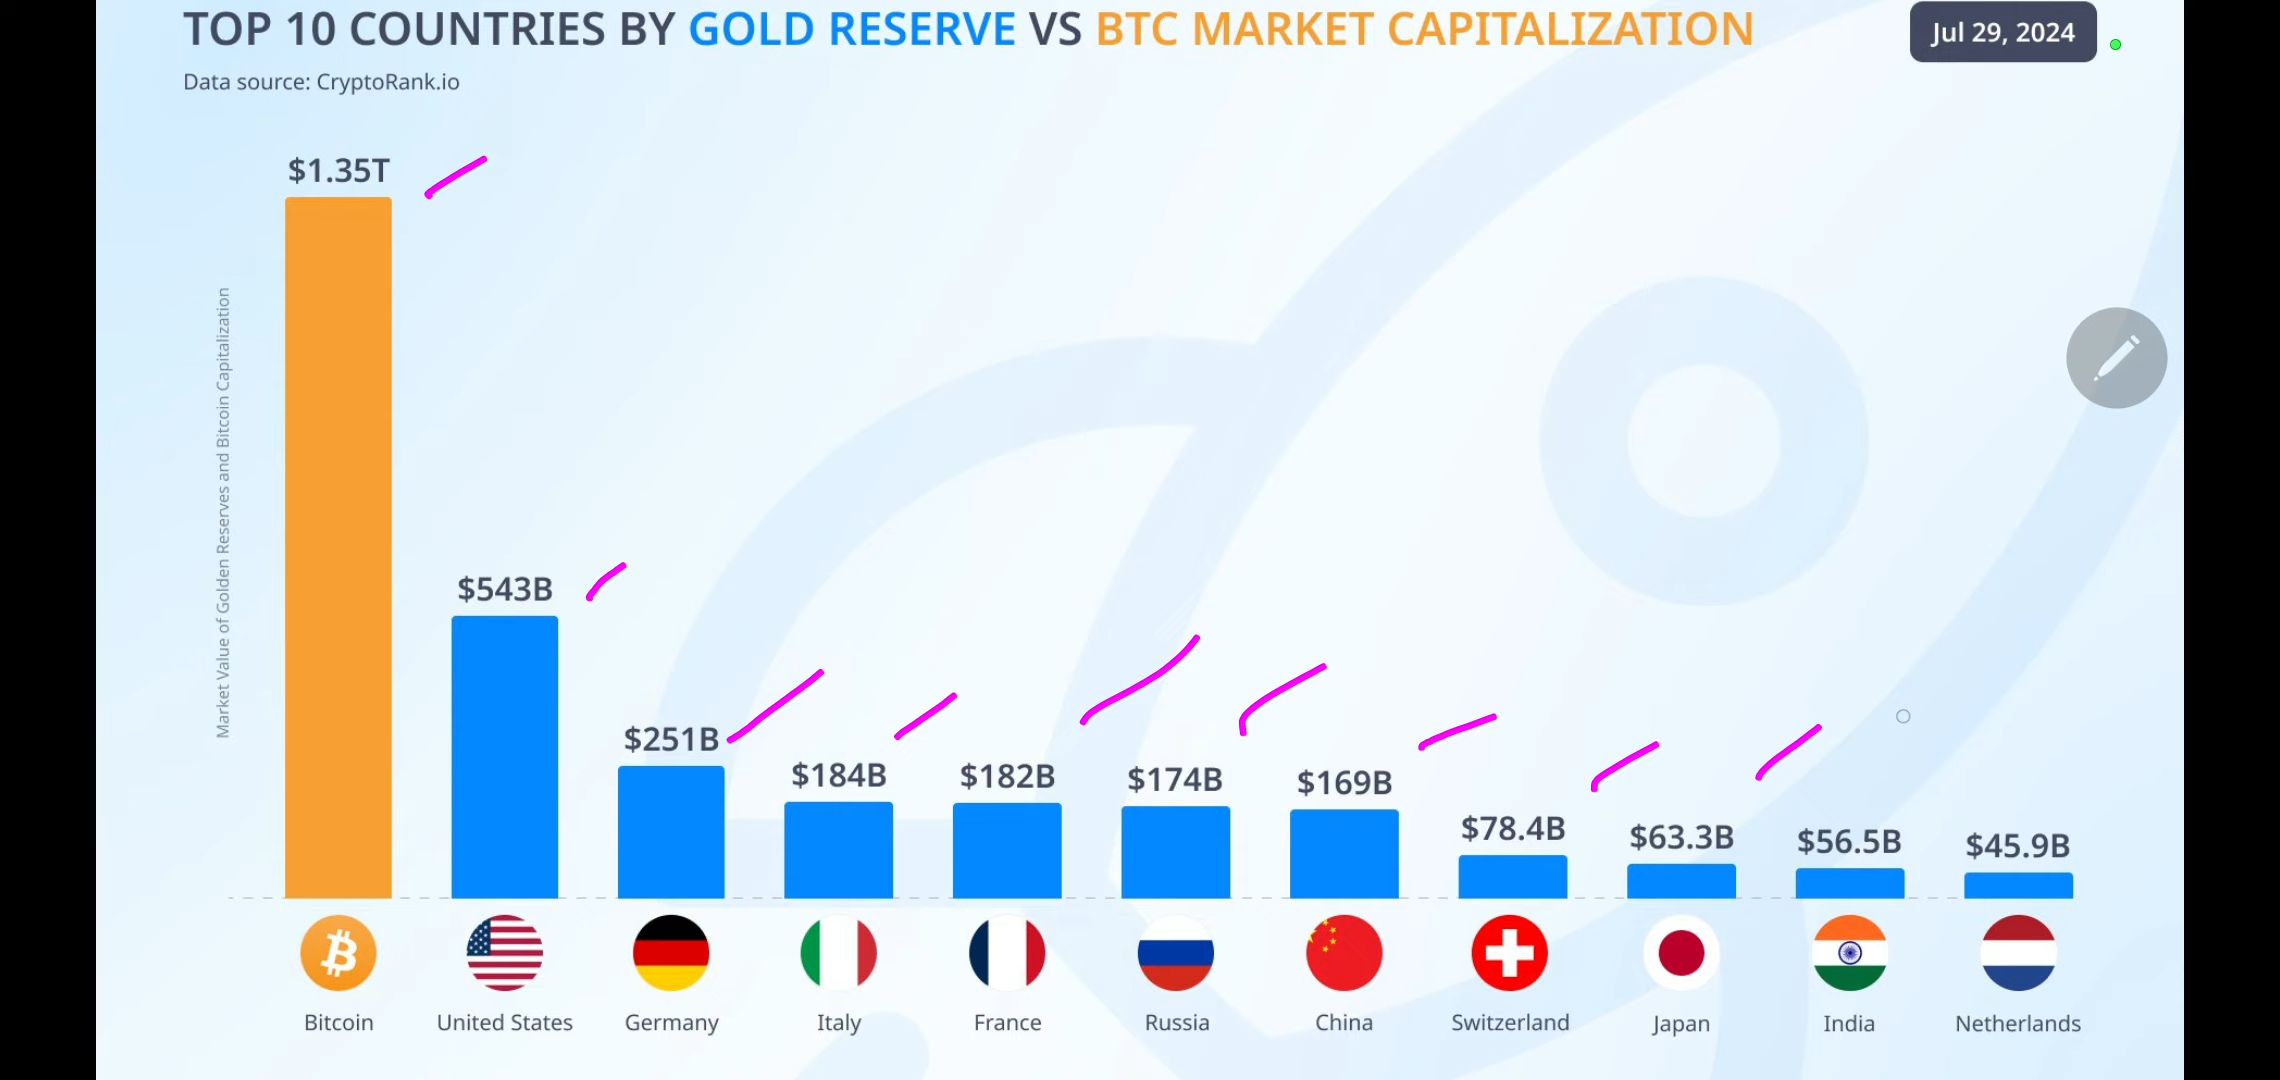 TOP 10 COUNTRIES BY GOLD RESERVE VS BTC MARKET CAPITALIZATION
Jul 29, 2024
Data source: CryptoRank.io
Market Value of Golden Reserves and Bitcoin Capitalization
$1.35T
$543B
$251B
$184B
$182B
$174B
$169B
$78.4B
$63.3B
$56.5B
$45.9B
Bitcoin
United States
Germany
Italy
France
Russia
China
Switzerland
Japan
India
Netherlands